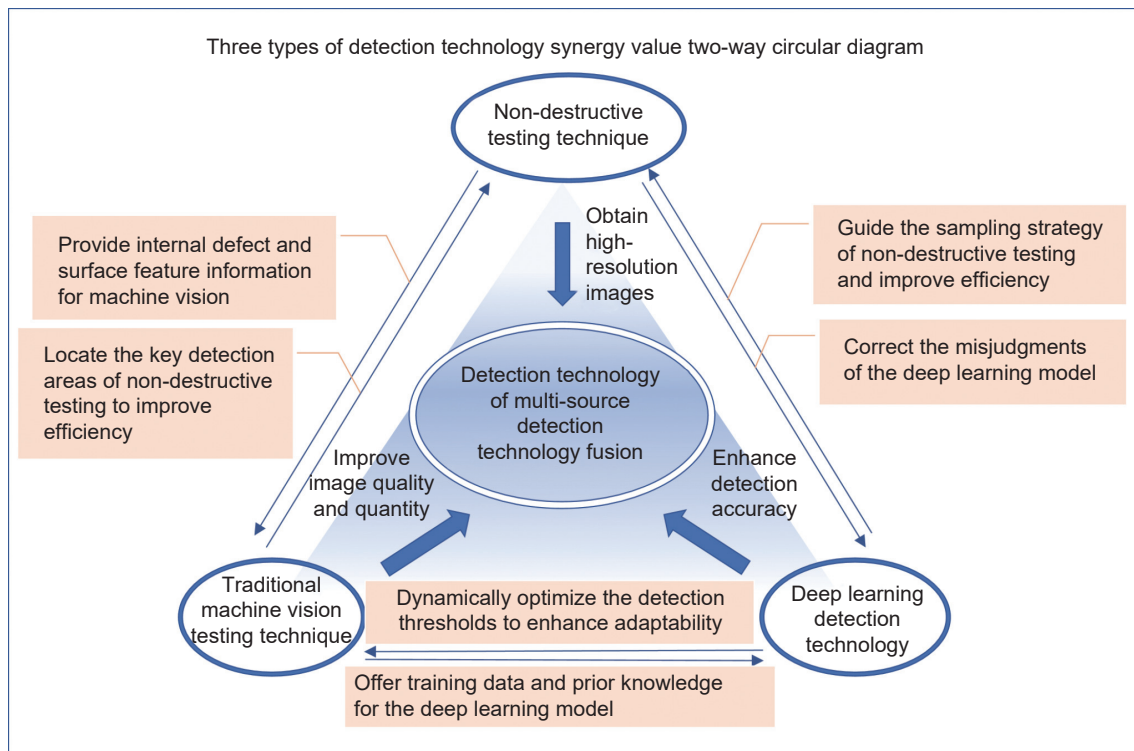 Three types of detection technology synergy value two-way circular diagram
Non-destructive
testing technique
Obtain
high-
resolution
images
Provide internal defect and
surface feature information
for machine vision
Guide the sampling strategy
of non-destructive testing
and improve efficiency
Locate the key detection
areas of non-destructive
testing to improve
efficiency
Correct the misjudgments
of the deep learning model
Detection technology
of multi-source
detection
technology fusion
Improve
image quality
and quantity
Enhance
detection
accuracy
Traditional
machine vision
testing technique
Dynamically optimize the detection
thresholds to enhance adaptability
Deep learning
detection
technology
Offer training data and prior knowledge
for the deep learning model